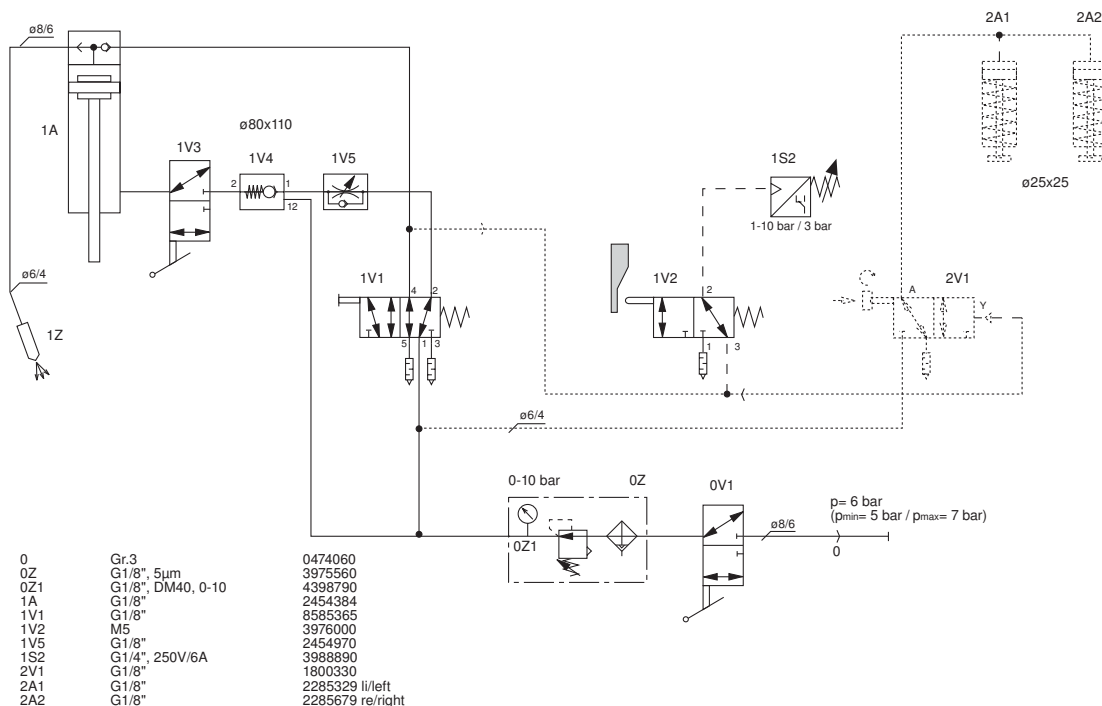 ø8/6
2A1
2A2
1A
ø80x110
1V3
1V4
1V5
2
1
12
1S2
1-10 bar / 3 bar
ø25x25
ø6/4
1Z
1V1
4
2
5
1
3
1V2
2
1
3
2V1
A
Y
ø6/4
0-10 bar
0Z
0Z1
0V1
ø8/6
p= 6 bar
(pmin= 5 bar / pmax= 7 bar)
0
0 Gr.3 0474060
0Z G1/8", 5µm 3975560
0Z1 G1/8", DM40, 0-10 4398790
1A G1/8" 2454384
1V1 G1/8" 8585365
1V2 M5 3976000
1V5 G1/8" 2454970
1S2 G1/4", 250V/6A 3988890
2V1 G1/8" 1800330
2A1 G1/8" 2285329 li/left
2A2 G1/8" 2285679 re/right